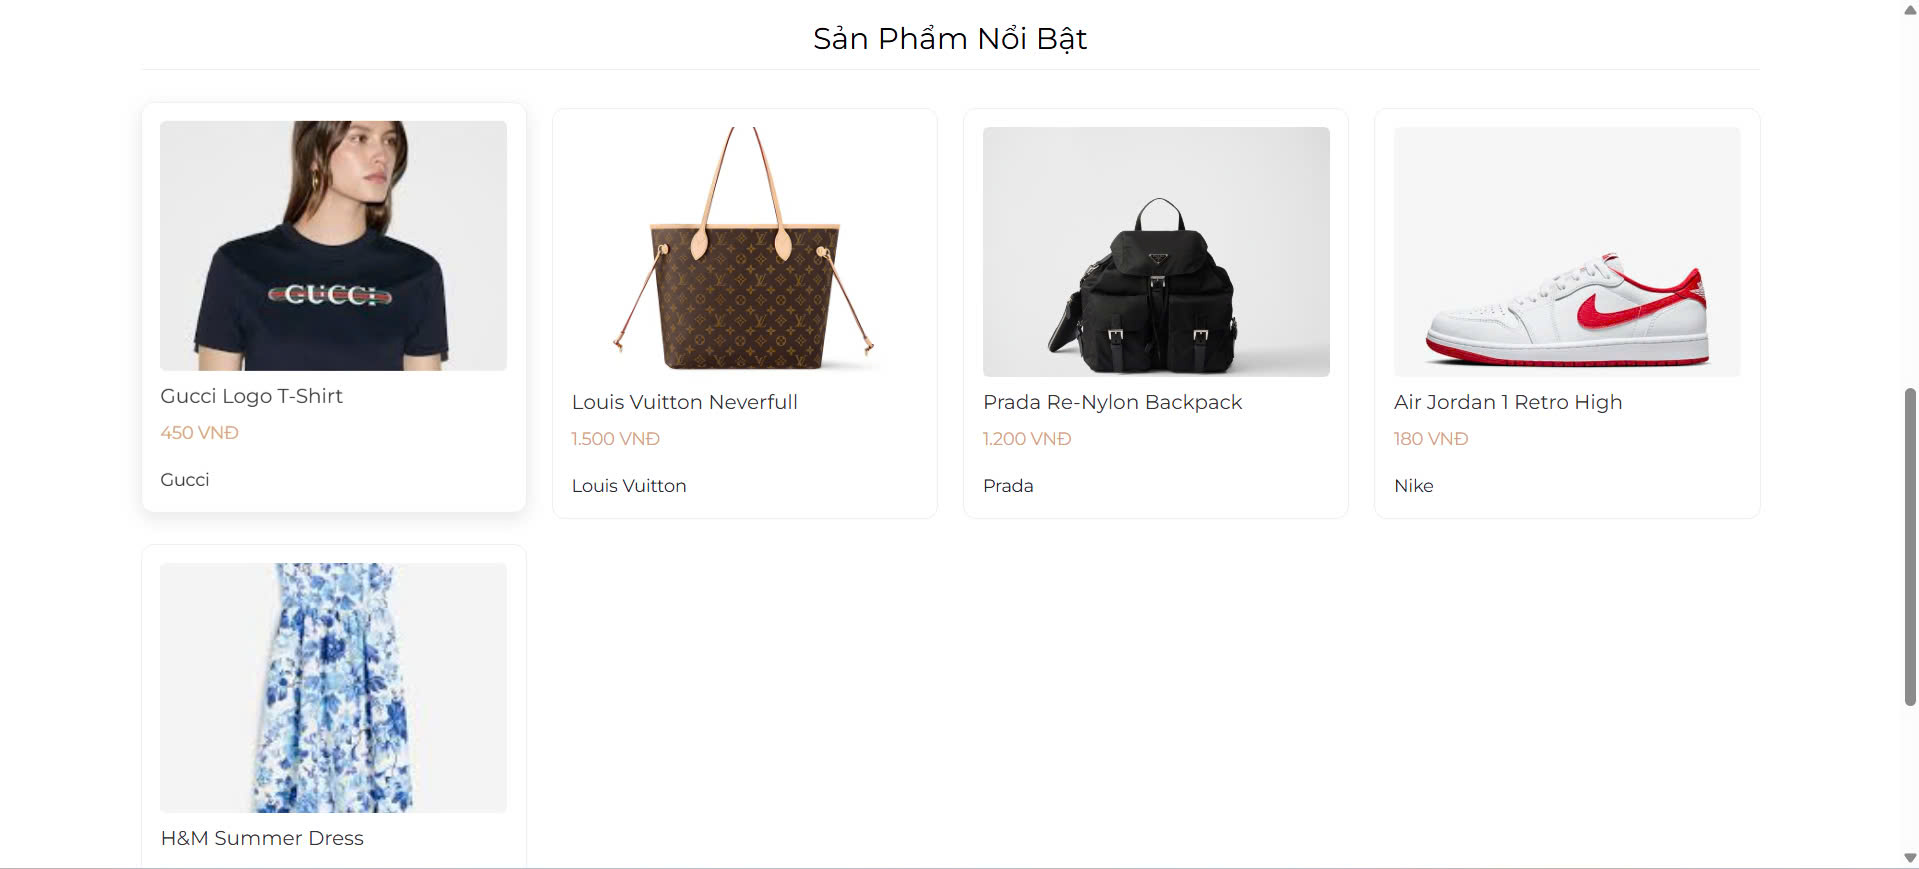 Sản Phẩm Nổi Bật
GUCCI
Gucci Logo T-Shirt
450 VNĐ
Gucci
Louis Vuitton Neverfull
1.500 VNĐ
Louis Vuitton
Prada Re-Nylon Backpack
1.200 VNĐ
Prada
Air Jordan 1 Retro High
180 VNĐ
Nike
H&M Summer Dress